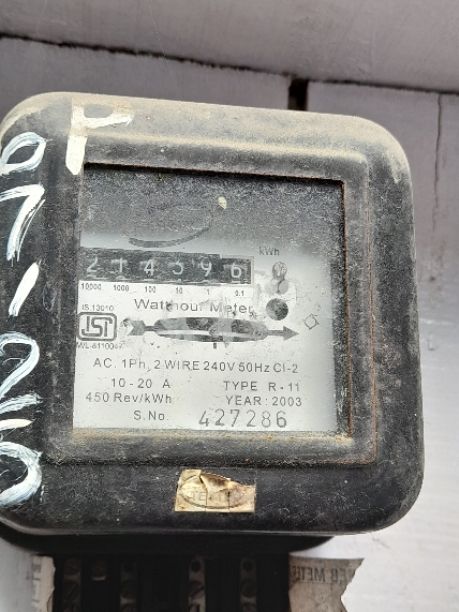 P
kWh
10000 1000 100 10 1 0.1
IS 13010
Watthour Meter
ISI
AC. 1Ph. 2 WIRE 240V 50Hz Cl-2
10-20 A TYPE R-11
450 Rev/kWh YEAR: 2003
S.No. 427286